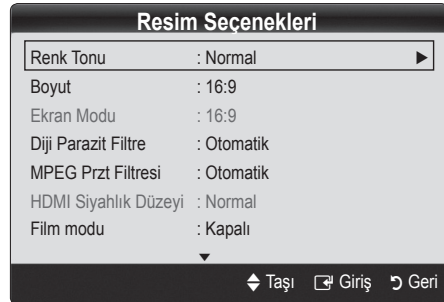 Resim Seçenekleri
Renk Tonu : Normal
Boyut : 16:9
Ekran Modu : 16:9
Diji Parazit Filtre : Otomatik
MPEG Przt Filtresi : Otomatik
HDMI Siyahlık Düzeyi : Normal
Film modu : Kapalı
Taşı Giriş Geri